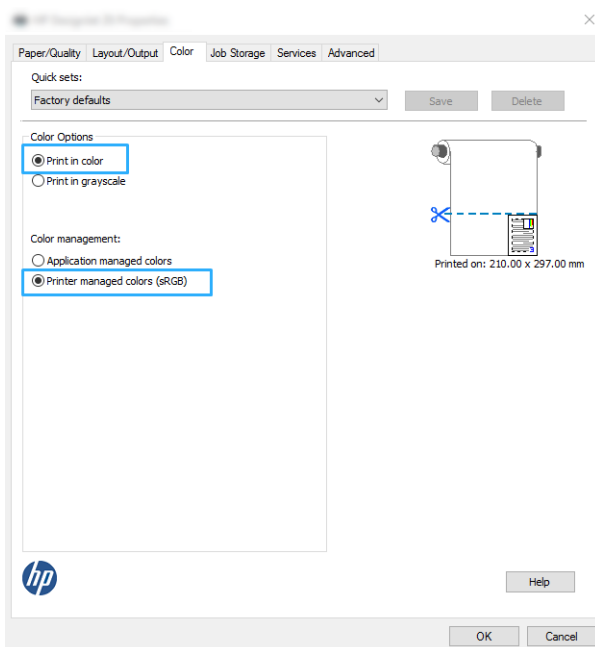 Paper/Quality Layout/Output Color Job Storage Services Advanced
Quick sets:
Factory defaults Save Delete
Color Options
Print in color
Print in grayscale
Color management:
Application managed colors
Printer managed colors (sRGB)
Printed on: 210.00 x 297.00 mm
hp
Help
OK Cancel